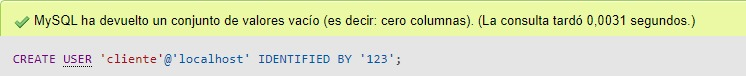 MySQL ha devuelto un conjunto de valores vacío (es decir: cero columnas). (La consulta tardó 0,0031 segundos.)
CREATE USER 'cliente'@'localhost' IDENTIFIED BY '123';